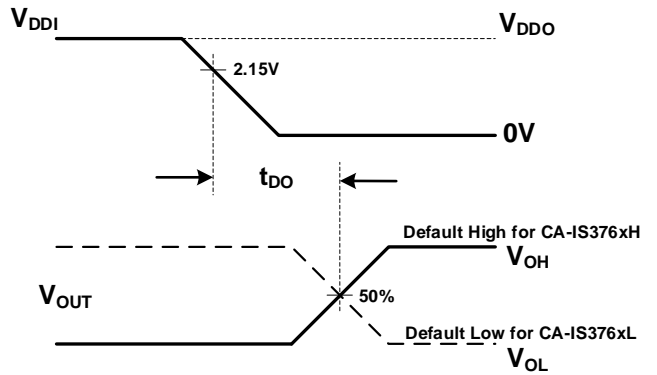 VDDI
VDDO
2.15V
0V
tDO
Default High for CA-IS376xH
VOH
VOUT
50%
Default Low for CA-IS376xL
VOL